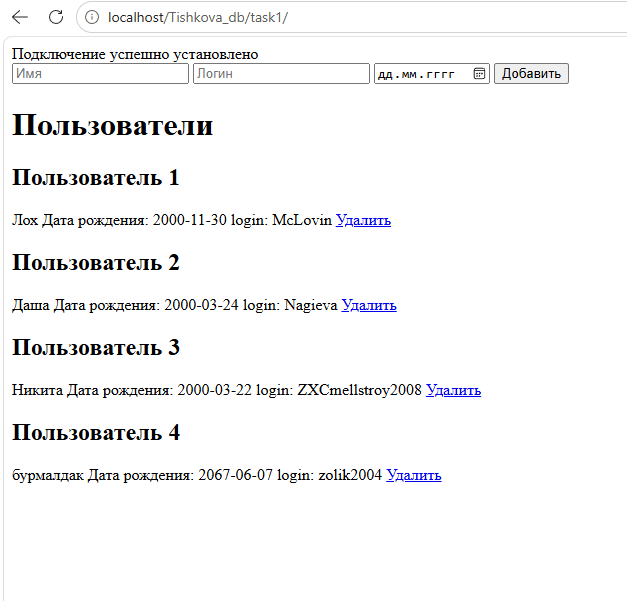 localhost/Tishkova_db/task1/
Подключение успешно установлено
Имя Логин дд.мм.гггг Добавить
Пользователи
Пользователь 1
Лох Дата рождения: 2000-11-30 login: McLovin Удалить
Пользователь 2
Даша Дата рождения: 2000-03-24 login: Nagieva Удалить
Пользователь 3
Никита Дата рождения: 2000-03-22 login: ZXCmellstroy2008 Удалить
Пользователь 4
бурмалдак Дата рождения: 2067-06-07 login: zolik2004 Удалить